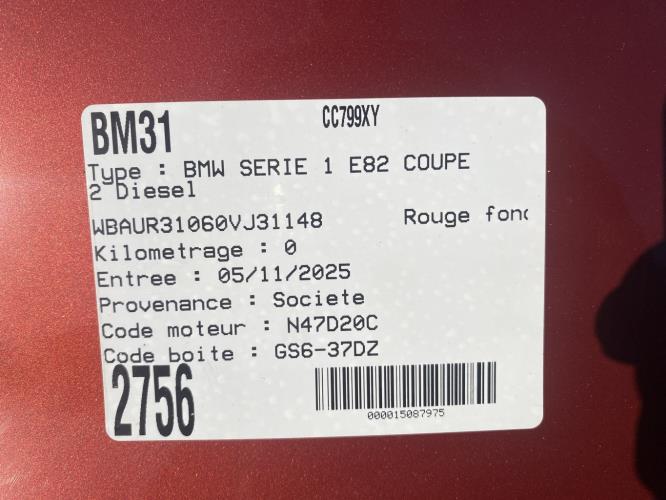 BM31 CC799XY
Type : BMW SERIE 1 E82 COUPE
2 Diesel
WBAUR31060VJ31148 Rouge fonc
Kilometrage : 0
Entree : 05/11/2025
Provenance : Societe
Code moteur : N47D20C
Code boite : GS6-37DZ
2756
000015087975